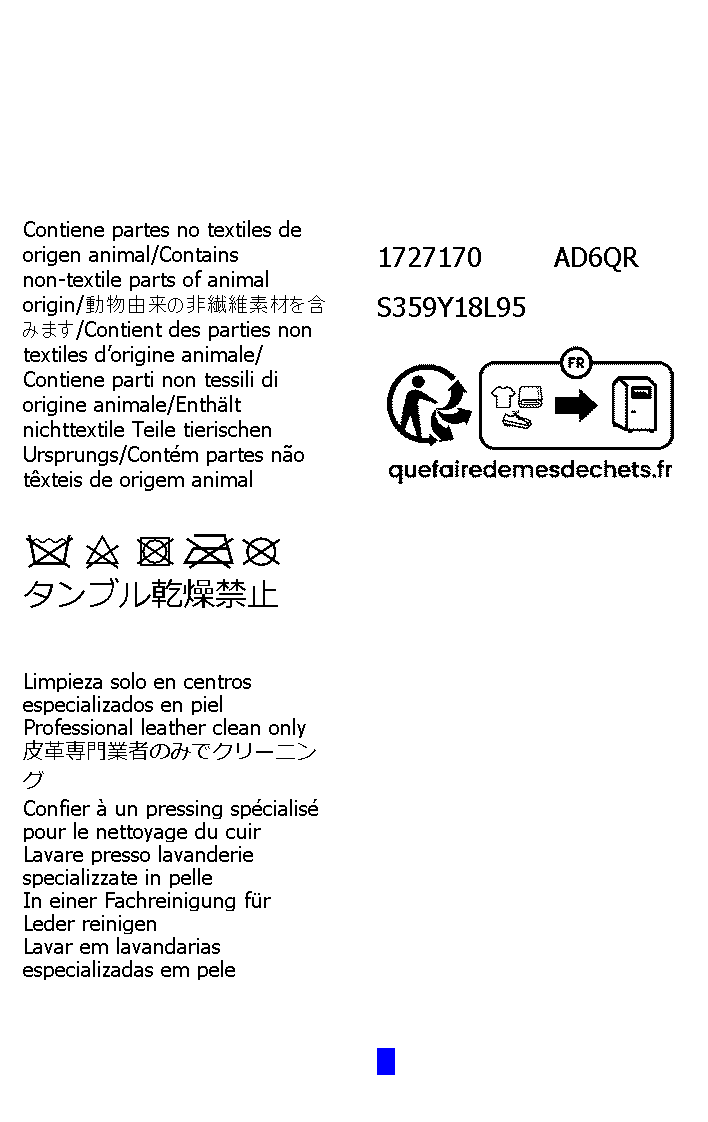 Contiene partes no textiles de
origen animal/Contains
non-textile parts of animal
origin/動物由来の非繊維素材を含
みます/Contient des parties non
textiles d’origine animale/
Contiene parti non tessili di
origine animale/Enthält
nichttextile Teile tierischen
Ursprungs/Contém partes não
têxteis de origem animal
タンブル乾燥禁止
Limpieza solo en centros
especializados en piel
Professional leather clean only
皮革専門業者のみでクリーニン
グ
Confier à un pressing spécialisé
pour le nettoyage du cuir
Lavare presso lavanderie
specializzate in pelle
In einer Fachreinigung für
Leder reinigen
Lavar em lavandarias
especializadas em pele
1727170 AD6QR
S359Y18L95
FR
quefairedemesdechets.fr